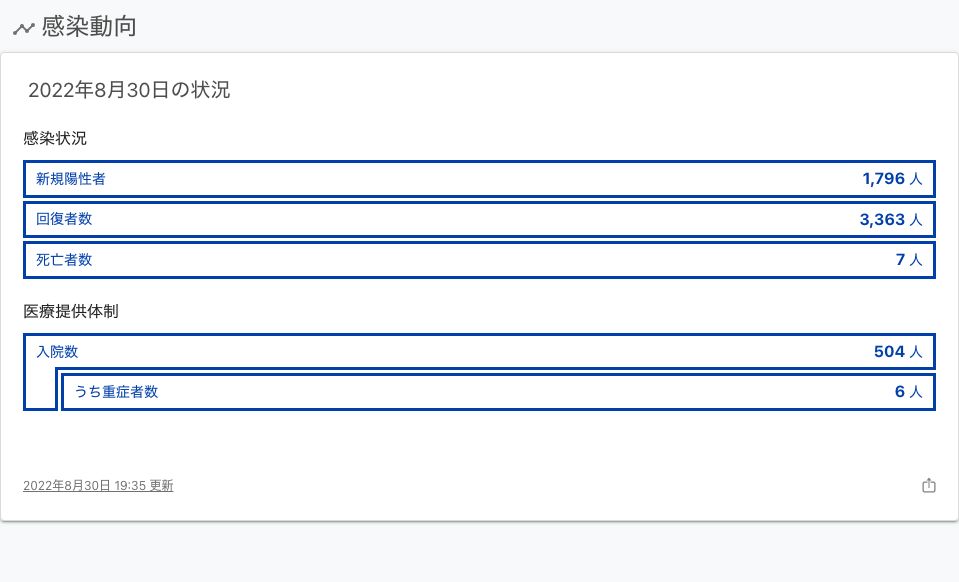 感染動向
2022年8月30日の状況
感染状況
新規陽性者 1,796 人
回復者数 3,363 人
死亡者数 7 人
医療提供体制
入院数 504 人
うち重症者数 6 人
2022年8月30日 19:35 更新